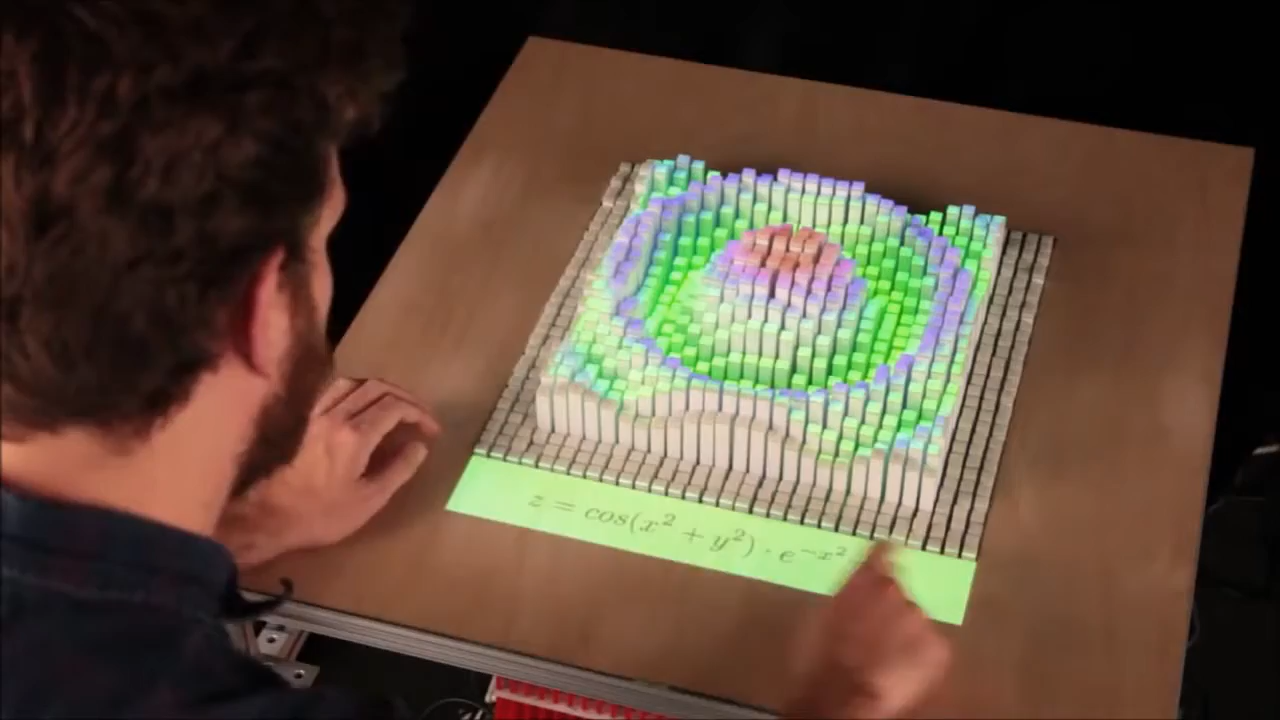 z = cos(x² + y²) · e^{-x²}